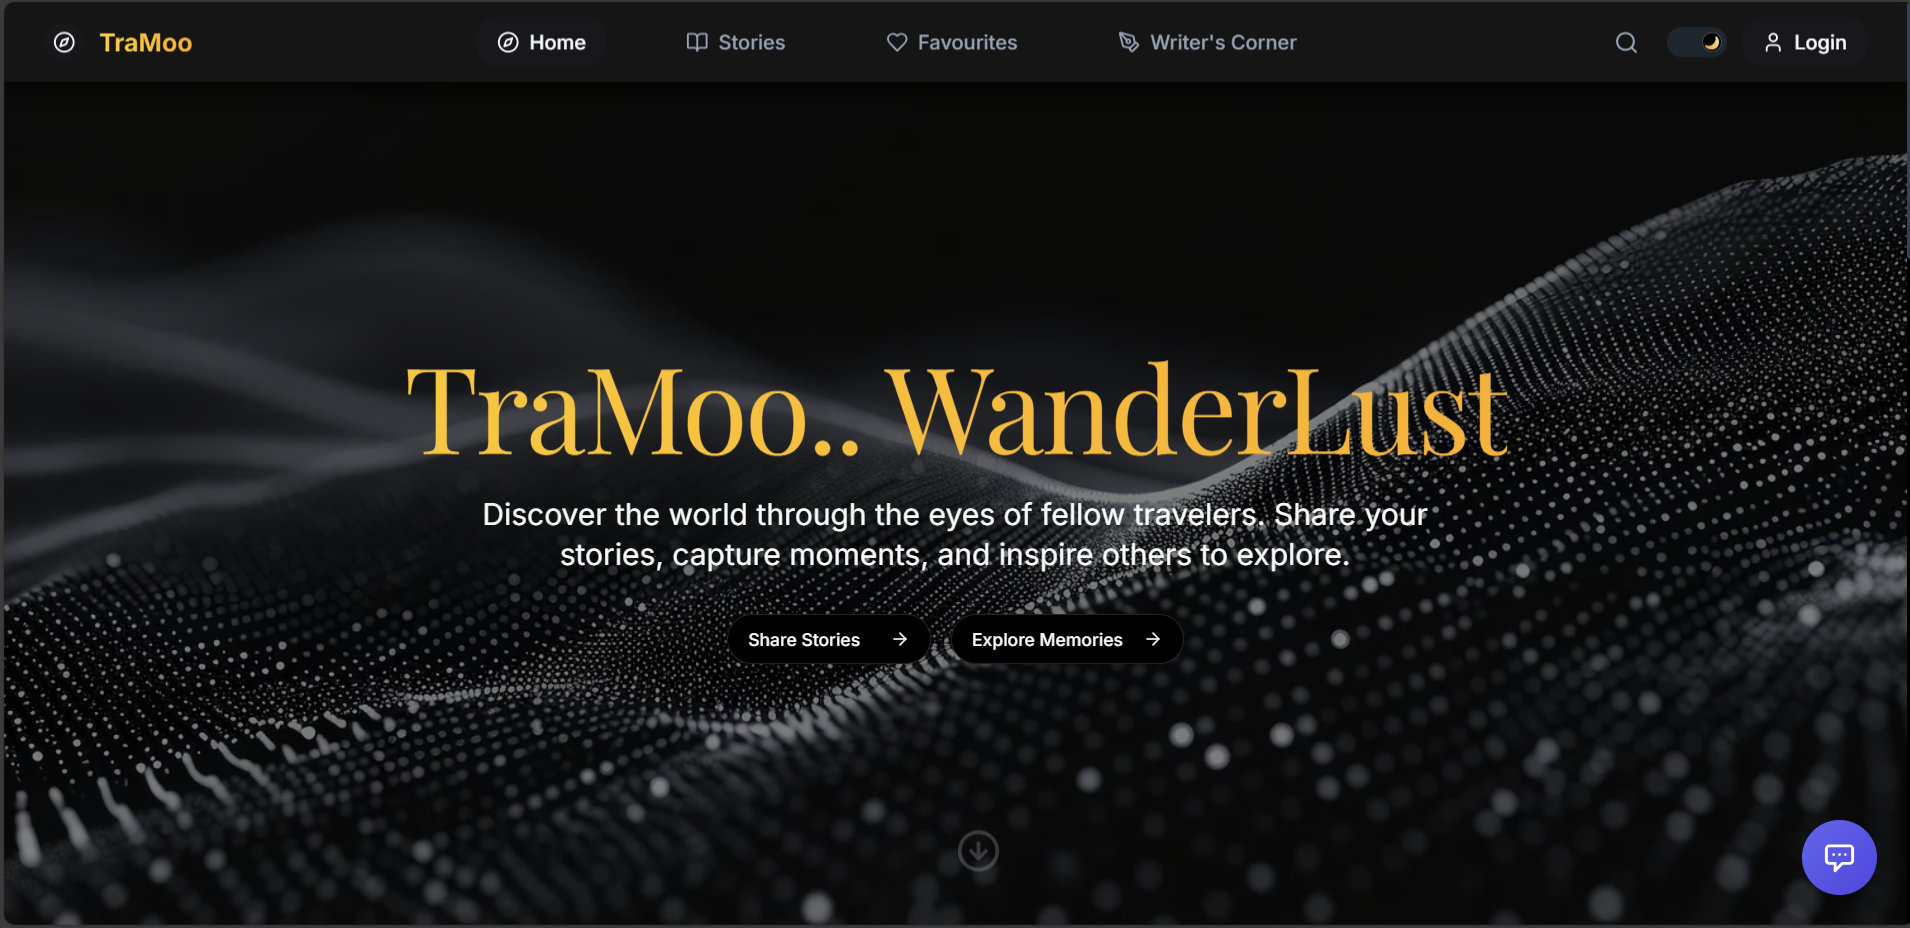 TraMoo
Home
Stories
Favourites
Writer's Corner
Login
TraMoo.. WanderLust
Discover the world through the eyes of fellow travelers. Share your
stories, capture moments, and inspire others to explore.
Share Stories
Explore Memories